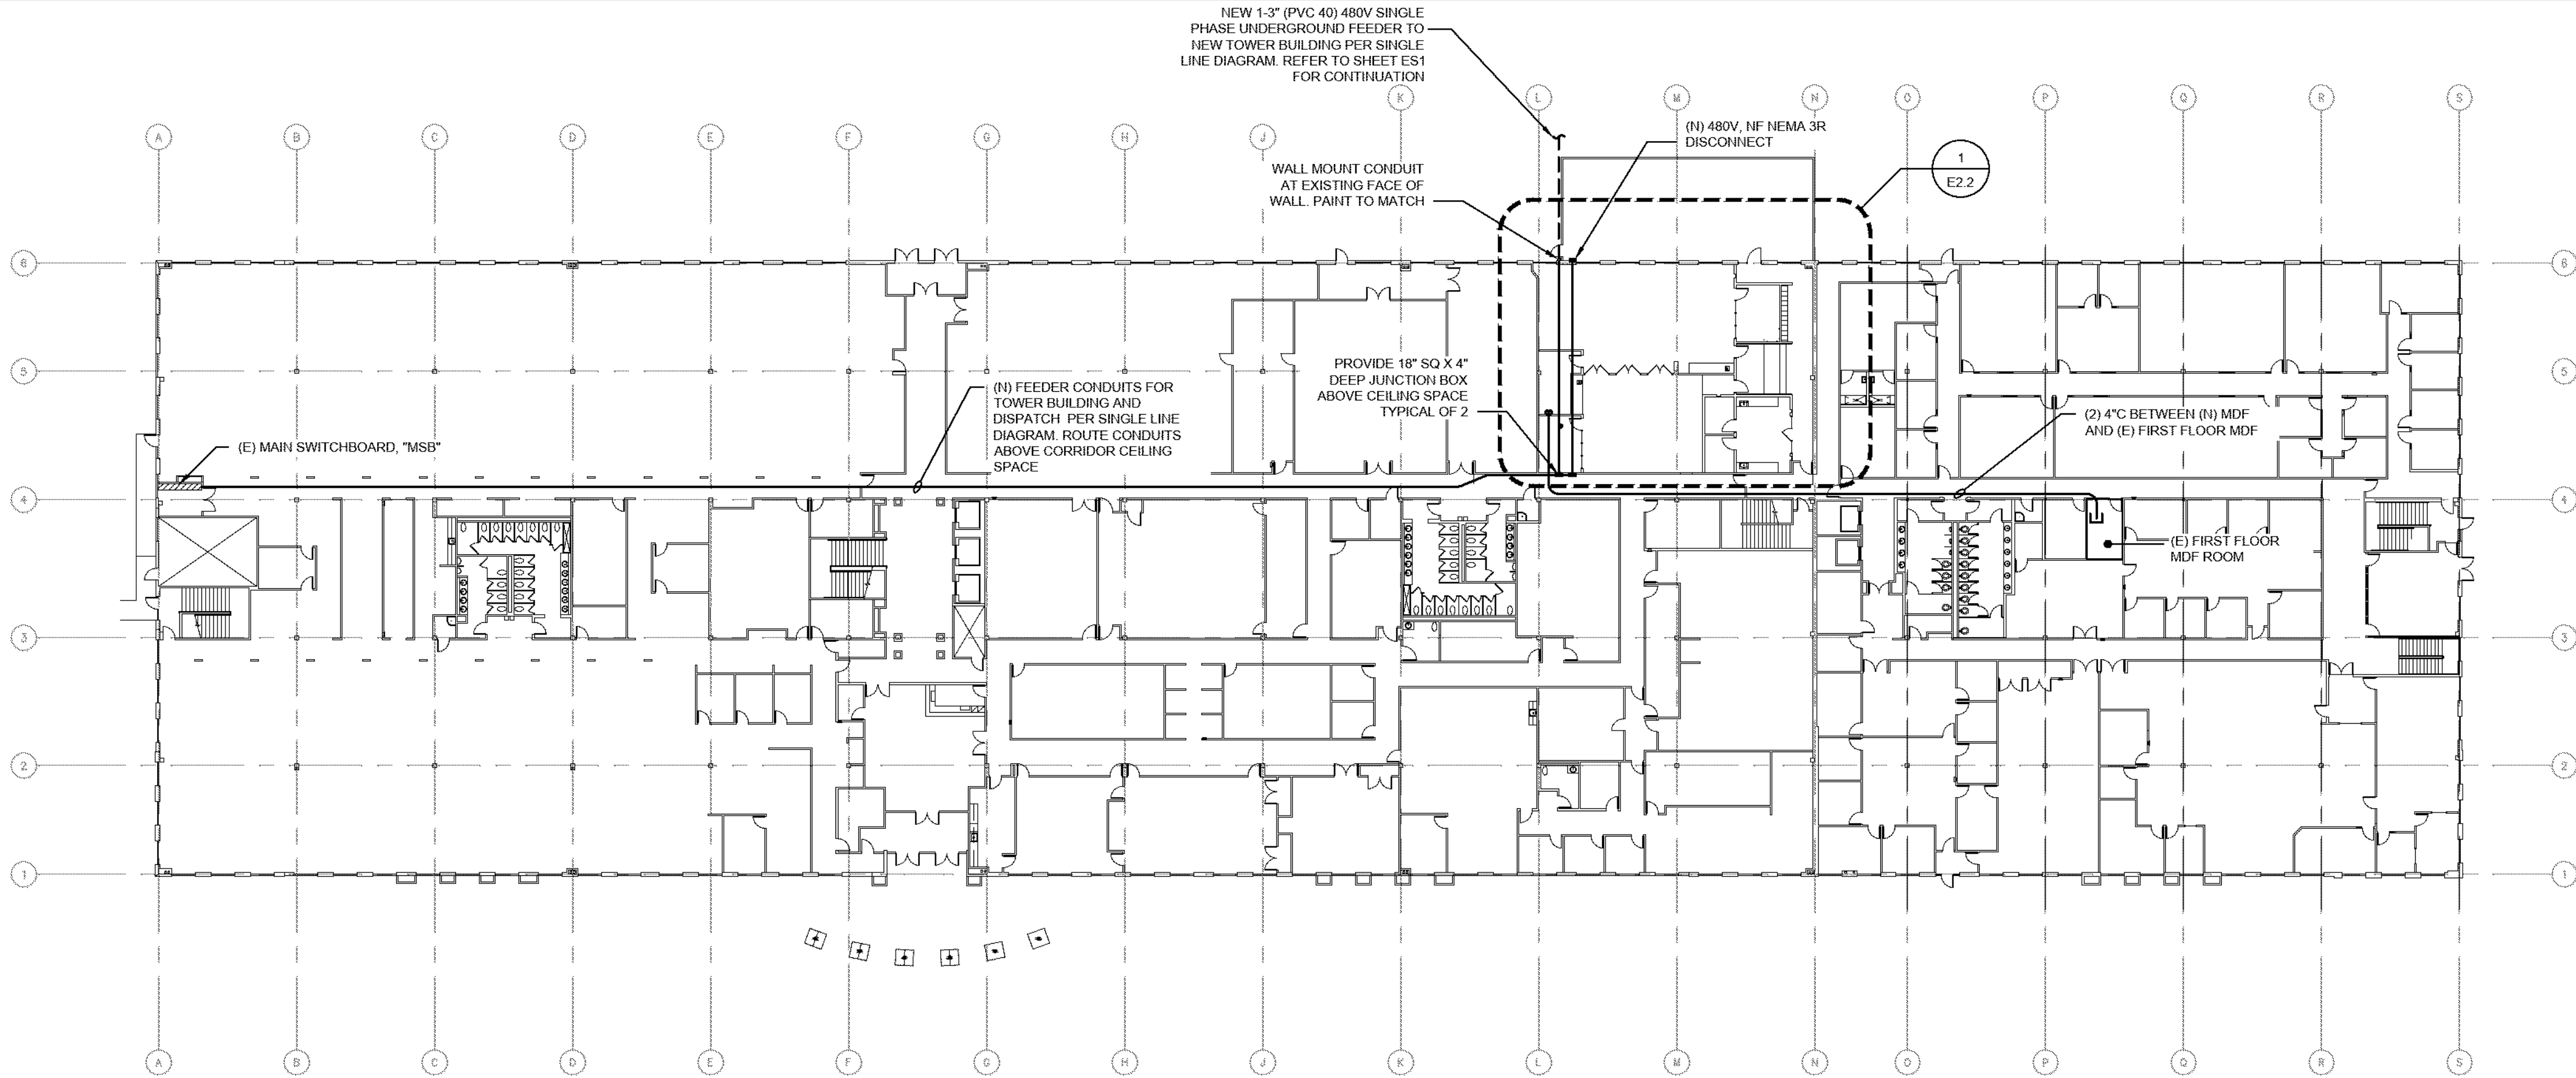 NEW 1-3" (PVC 40) 480V SINGLE
PHASE UNDERGROUND FEEDER TO
NEW TOWER BUILDING PER SINGLE
LINE DIAGRAM. REFER TO SHEET ES1
FOR CONTINUATION
K
L
M
N
O
P
Q
R
S
A
B
C
D
E
F
G
H
J
(N) 480V, NF NEMA 3R
DISCONNECT
1
E2.2
WALL MOUNT CONDUIT
AT EXISTING FACE OF
WALL. PAINT TO MATCH
6
6
5
5
PROVIDE 18" SQ X 4"
DEEP JUNCTION BOX
ABOVE CEILING SPACE
TYPICAL OF 2
(N) FEEDER CONDUITS FOR
TOWER BUILDING AND
DISPATCH PER SINGLE LINE
DIAGRAM. ROUTE CONDUITS
ABOVE CORRIDOR CEILING
SPACE
(2) 4"C BETWEEN (N) MDF
AND (E) FIRST FLOOR MDF
(E) MAIN SWITCHBOARD, "MSB"
4
4
(E) FIRST FLOOR
MDF ROOM
3
3
2
2
1
1
A
B
C
D
E
F
G
H
J
K
L
M
N
O
P
Q
R
S